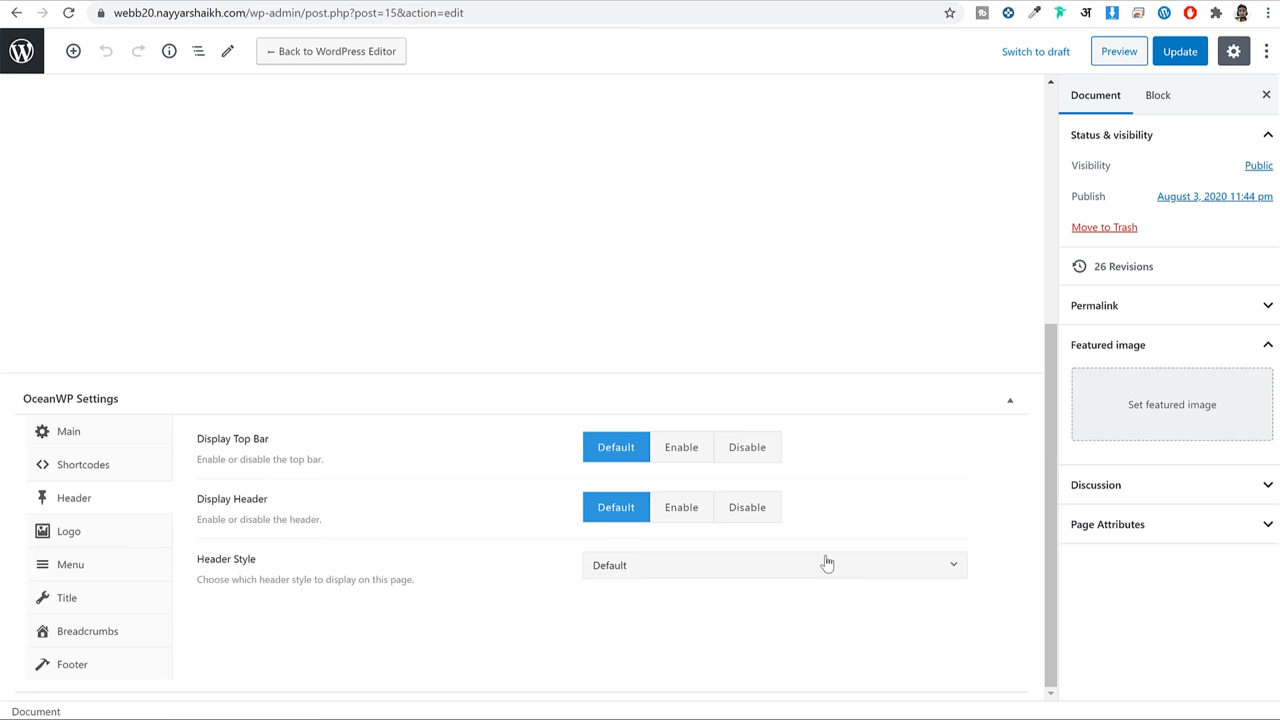 webb20.nayyarshaikh.com/wp-admin/post.php?post=15&action=edit
अ
← Back to WordPress Editor
Switch to draft
Preview
Update
Document
Block
Status & visibility
Visibility
Public
Publish
August 3, 2020 11:44 pm
Move to Trash
26 Revisions
Permalink
Featured image
Set featured image
Discussion
Page Attributes
OceanWP Settings
Main
Shortcodes
Header
Logo
Menu
Title
Breadcrumbs
Footer
Display Top Bar
Enable or disable the top bar.
Default
Enable
Disable
Display Header
Enable or disable the header.
Default
Enable
Disable
Header Style
Choose which header style to display on this page.
Default
Document